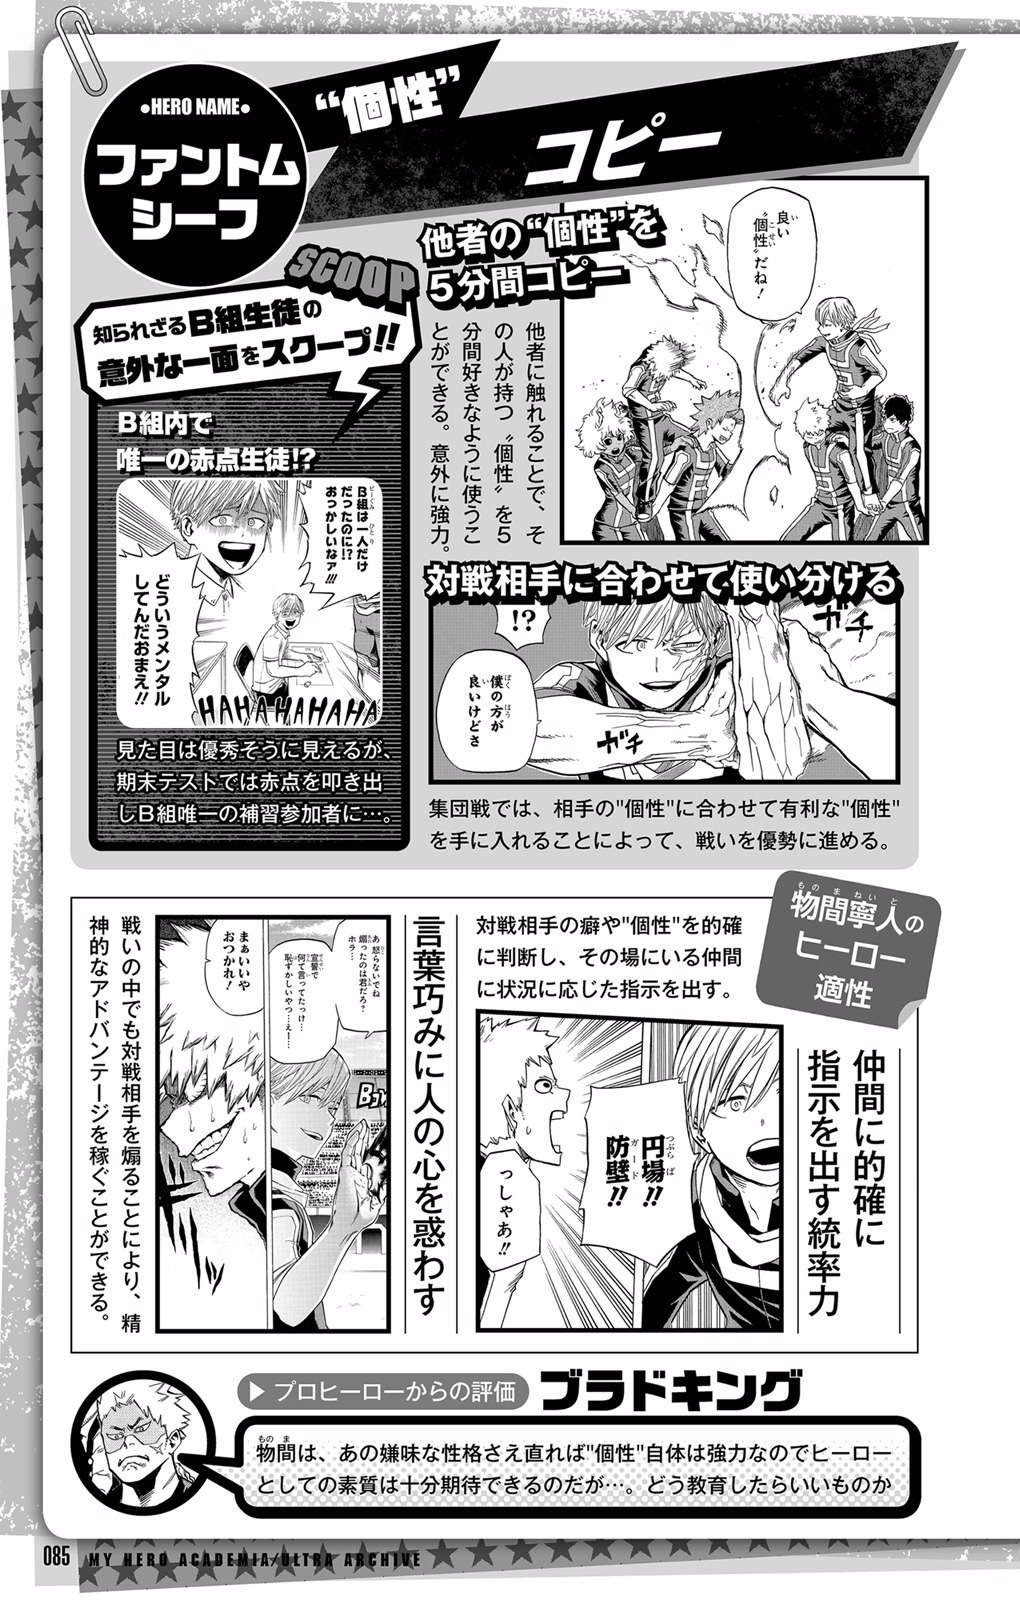 •HERO NAME•
ファントム
シーフ
“個性”
コピー
他者の“個性”を
5分間コピー
他者に触れることで、そ
の人が持つ〝個性〟を5
分間好きなように使うこ
とができる。意外に強力。
良い
〝個性〟だね！
SCOOP
知られざるB組生徒の
意外な一面をスクープ!!
B組内で
唯一の赤点生徒!?
B組は一人だけ
だったのに!?
おっかしいなァ!!!
どういうメンタル
してんだおまえ!!
HAHAHAHAHAHA
見た目は優秀そうに見えるが、
期末テストでは赤点を叩き出
しB組唯一の補習参加者に…。
対戦相手に合わせて使い分ける
!?
僕の方が
良いけどさ
ガチ
ガチ
集団戦では、相手の"個性"に合わせて有利な"個性"
を手に入れることによって、戦いを優勢に進める。
物間寧人の
ヒーロー
適性
仲間に的確に
指示を出す統率力
対戦相手の癖や"個性"を的確
に判断し、その場にいる仲間
に状況に応じた指示を出す。
円場!!
防壁!!
っしゃあ!!
言葉巧みに人の心を惑わす
あ 怒らないでね
煽ったのは君だろ？
ホラ…
宣誓で
何て言ってたっけ…
恥ずかしいやつ…え—！…
まぁいいや
おつかれ！
戦いの中でも対戦相手を煽ることにより、精
神的なアドバンテージを稼ぐことができる。
▶プロヒーローからの評価
ブラドキング
物間は、あの嫌味な性格さえ直れば"個性"自体は強力なのでヒーロー
としての素質は十分期待できるのだが…。どう教育したらいいものか
085
MY HERO ACADEMIA/ULTRA ARCHIVE